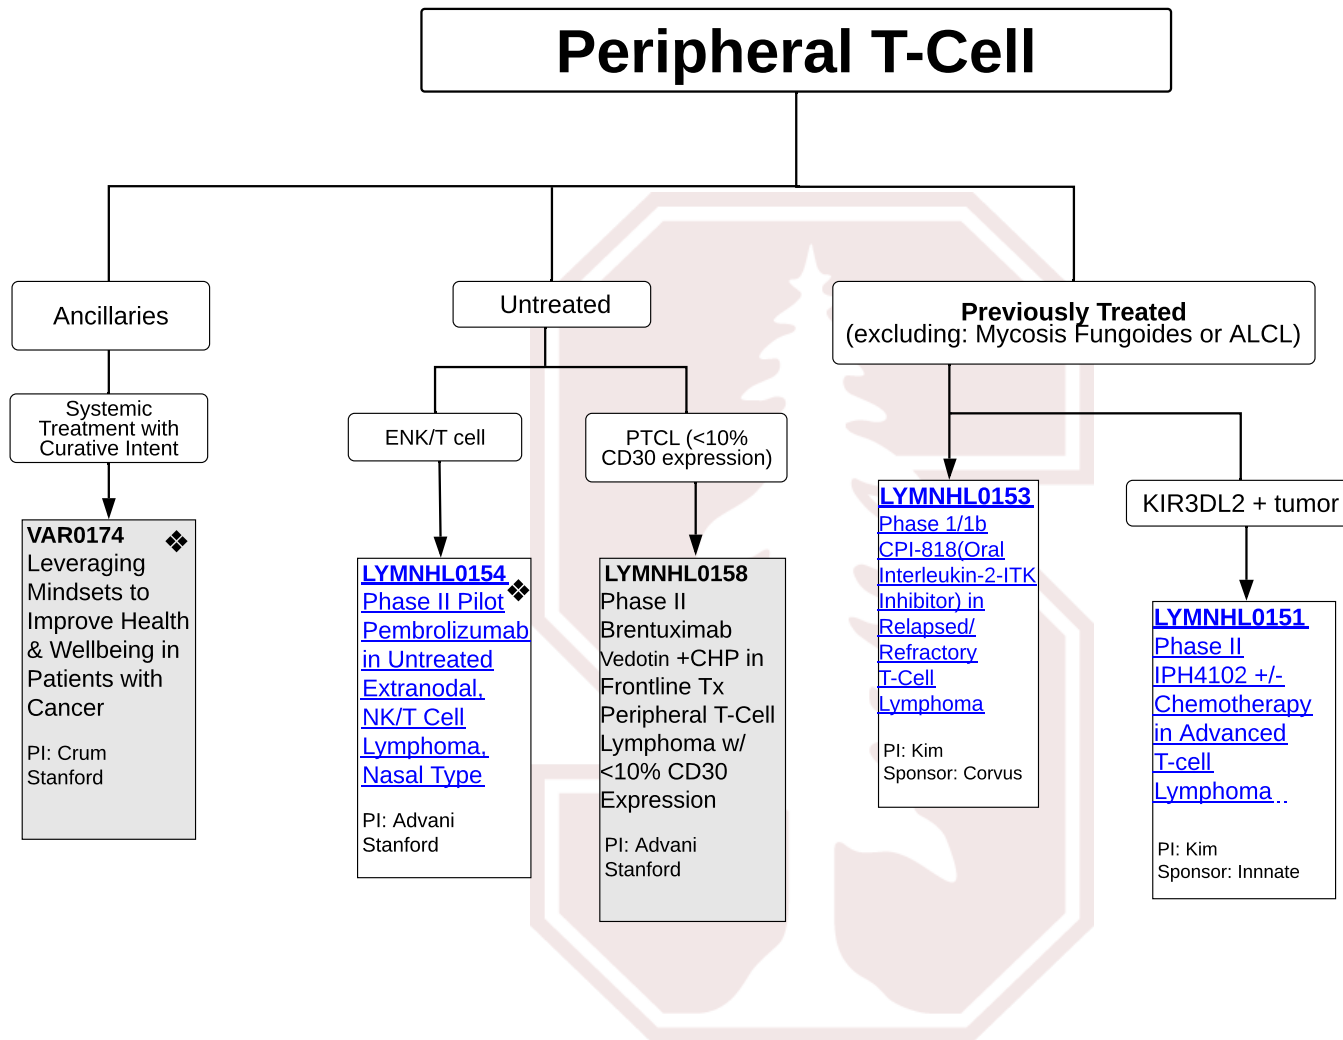 Peripheral T-Cell
Ancillaries
Systemic
Treatment with
Curative Intent
VAR0174
Leveraging
Mindsets to
Improve Health
& Wellbeing in
Patients with
Cancer
PI: Crum
Stanford
Untreated
ENK/T cell
LYMNHL0154
Phase II Pilot
Pembrolizumab
in Untreated
Extranodal,
NK/T Cell
Lymphoma,
Nasal Type
PI: Advani
Stanford
PTCL (<10%
CD30 expression)
LYMNHL0158
Phase II
Brentuximab
Vedotin +CHP in
Frontline Tx
Peripheral T-Cell
Lymphoma w/
<10% CD30
Expression
PI: Advani
Stanford
Previously Treated
(excluding: Mycosis Fungoides or ALCL)
LYMNHL0153
Phase 1/1b
CPI-818(Oral
Interleukin-2-ITK
Inhibitor) in
Relapsed/
Refractory
T-Cell
Lymphoma
PI: Kim
Sponsor: Corvus
KIR3DL2 + tumor
LYMNHL0151
Phase II
IPH4102 +/-
Chemotherapy
in Advanced
T-cell
Lymphoma
PI: Kim
Sponsor: Innnate